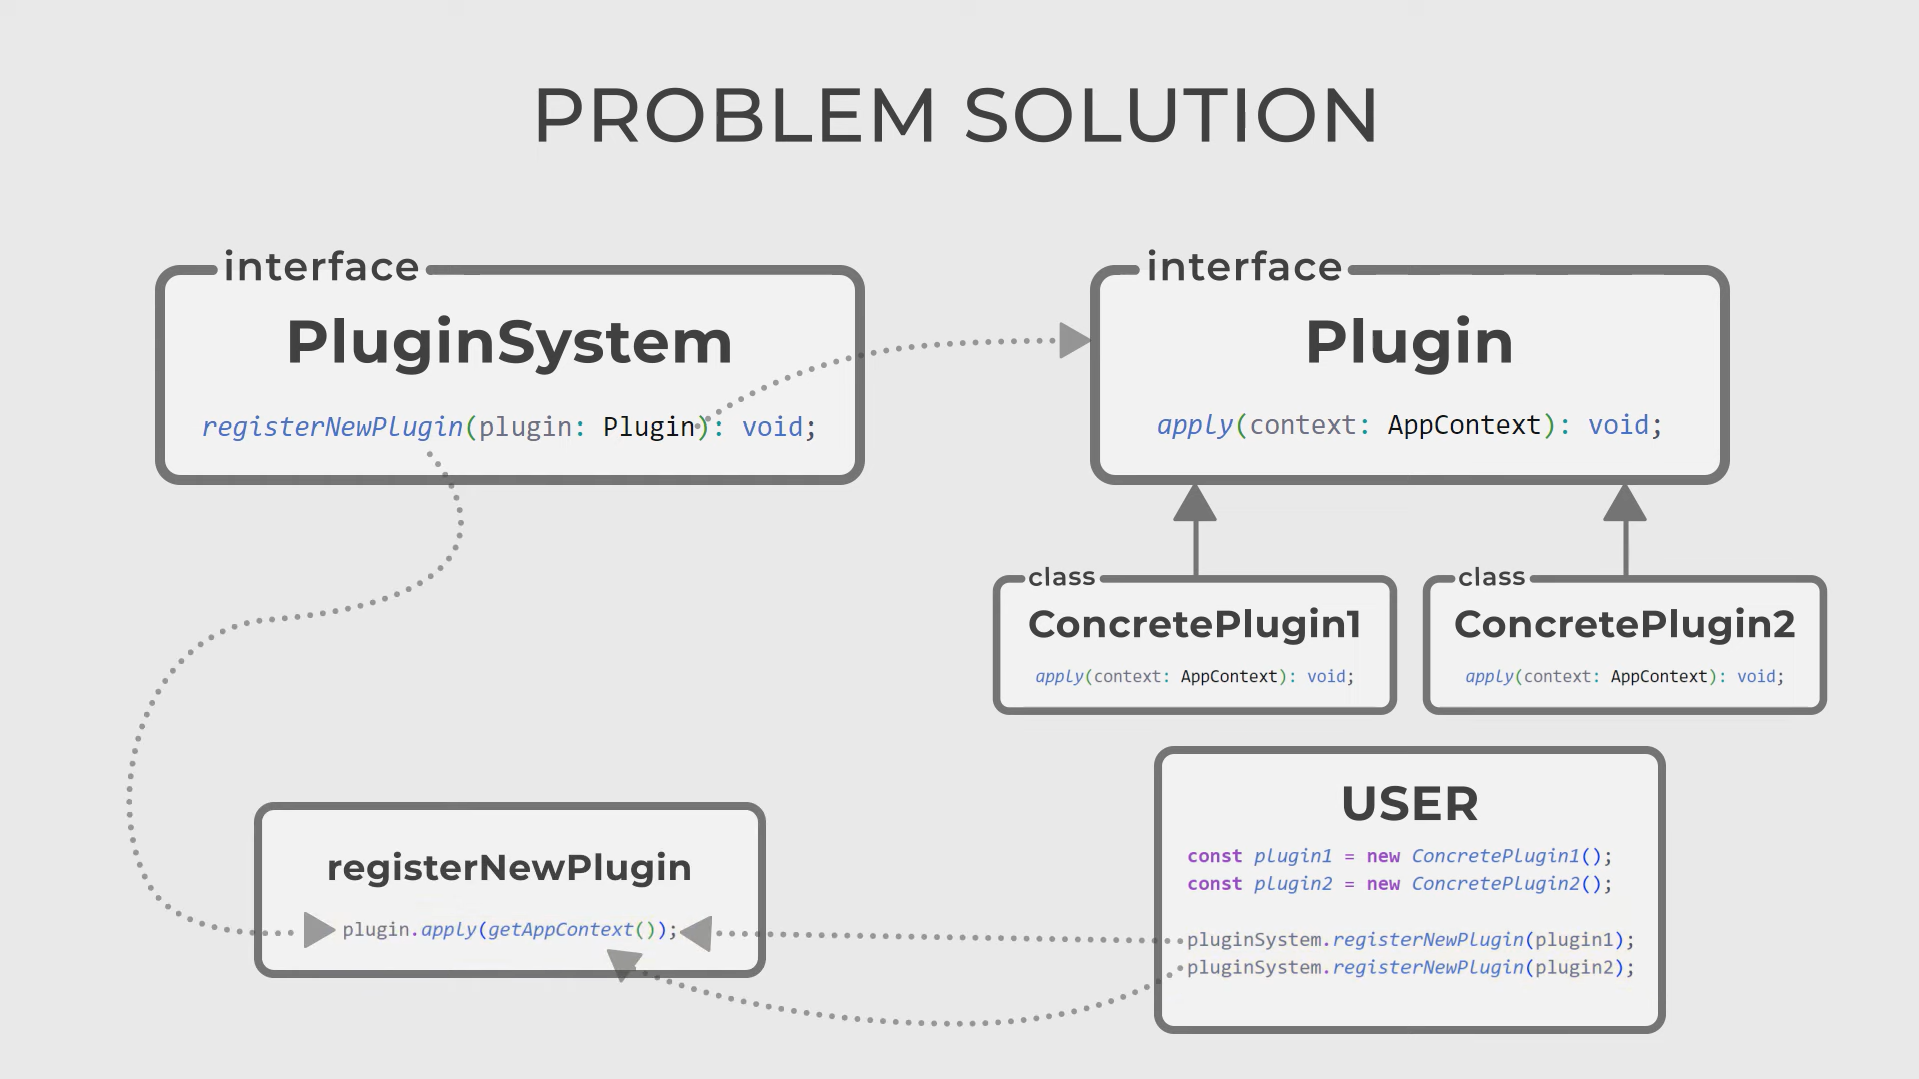 PROBLEM SOLUTION
interface
PluginSystem
registerNewPlugin(plugin: Plugin): void;
interface
Plugin
apply(context: AppContext): void;
class
ConcretePlugin1
apply(context: AppContext): void;
class
ConcretePlugin2
apply(context: AppContext): void;
registerNewPlugin
plugin.apply(getAppContext());
USER
const plugin1 = new ConcretePlugin1();
const plugin2 = new ConcretePlugin2();
pluginSystem.registerNewPlugin(plugin1);
pluginSystem.registerNewPlugin(plugin2);